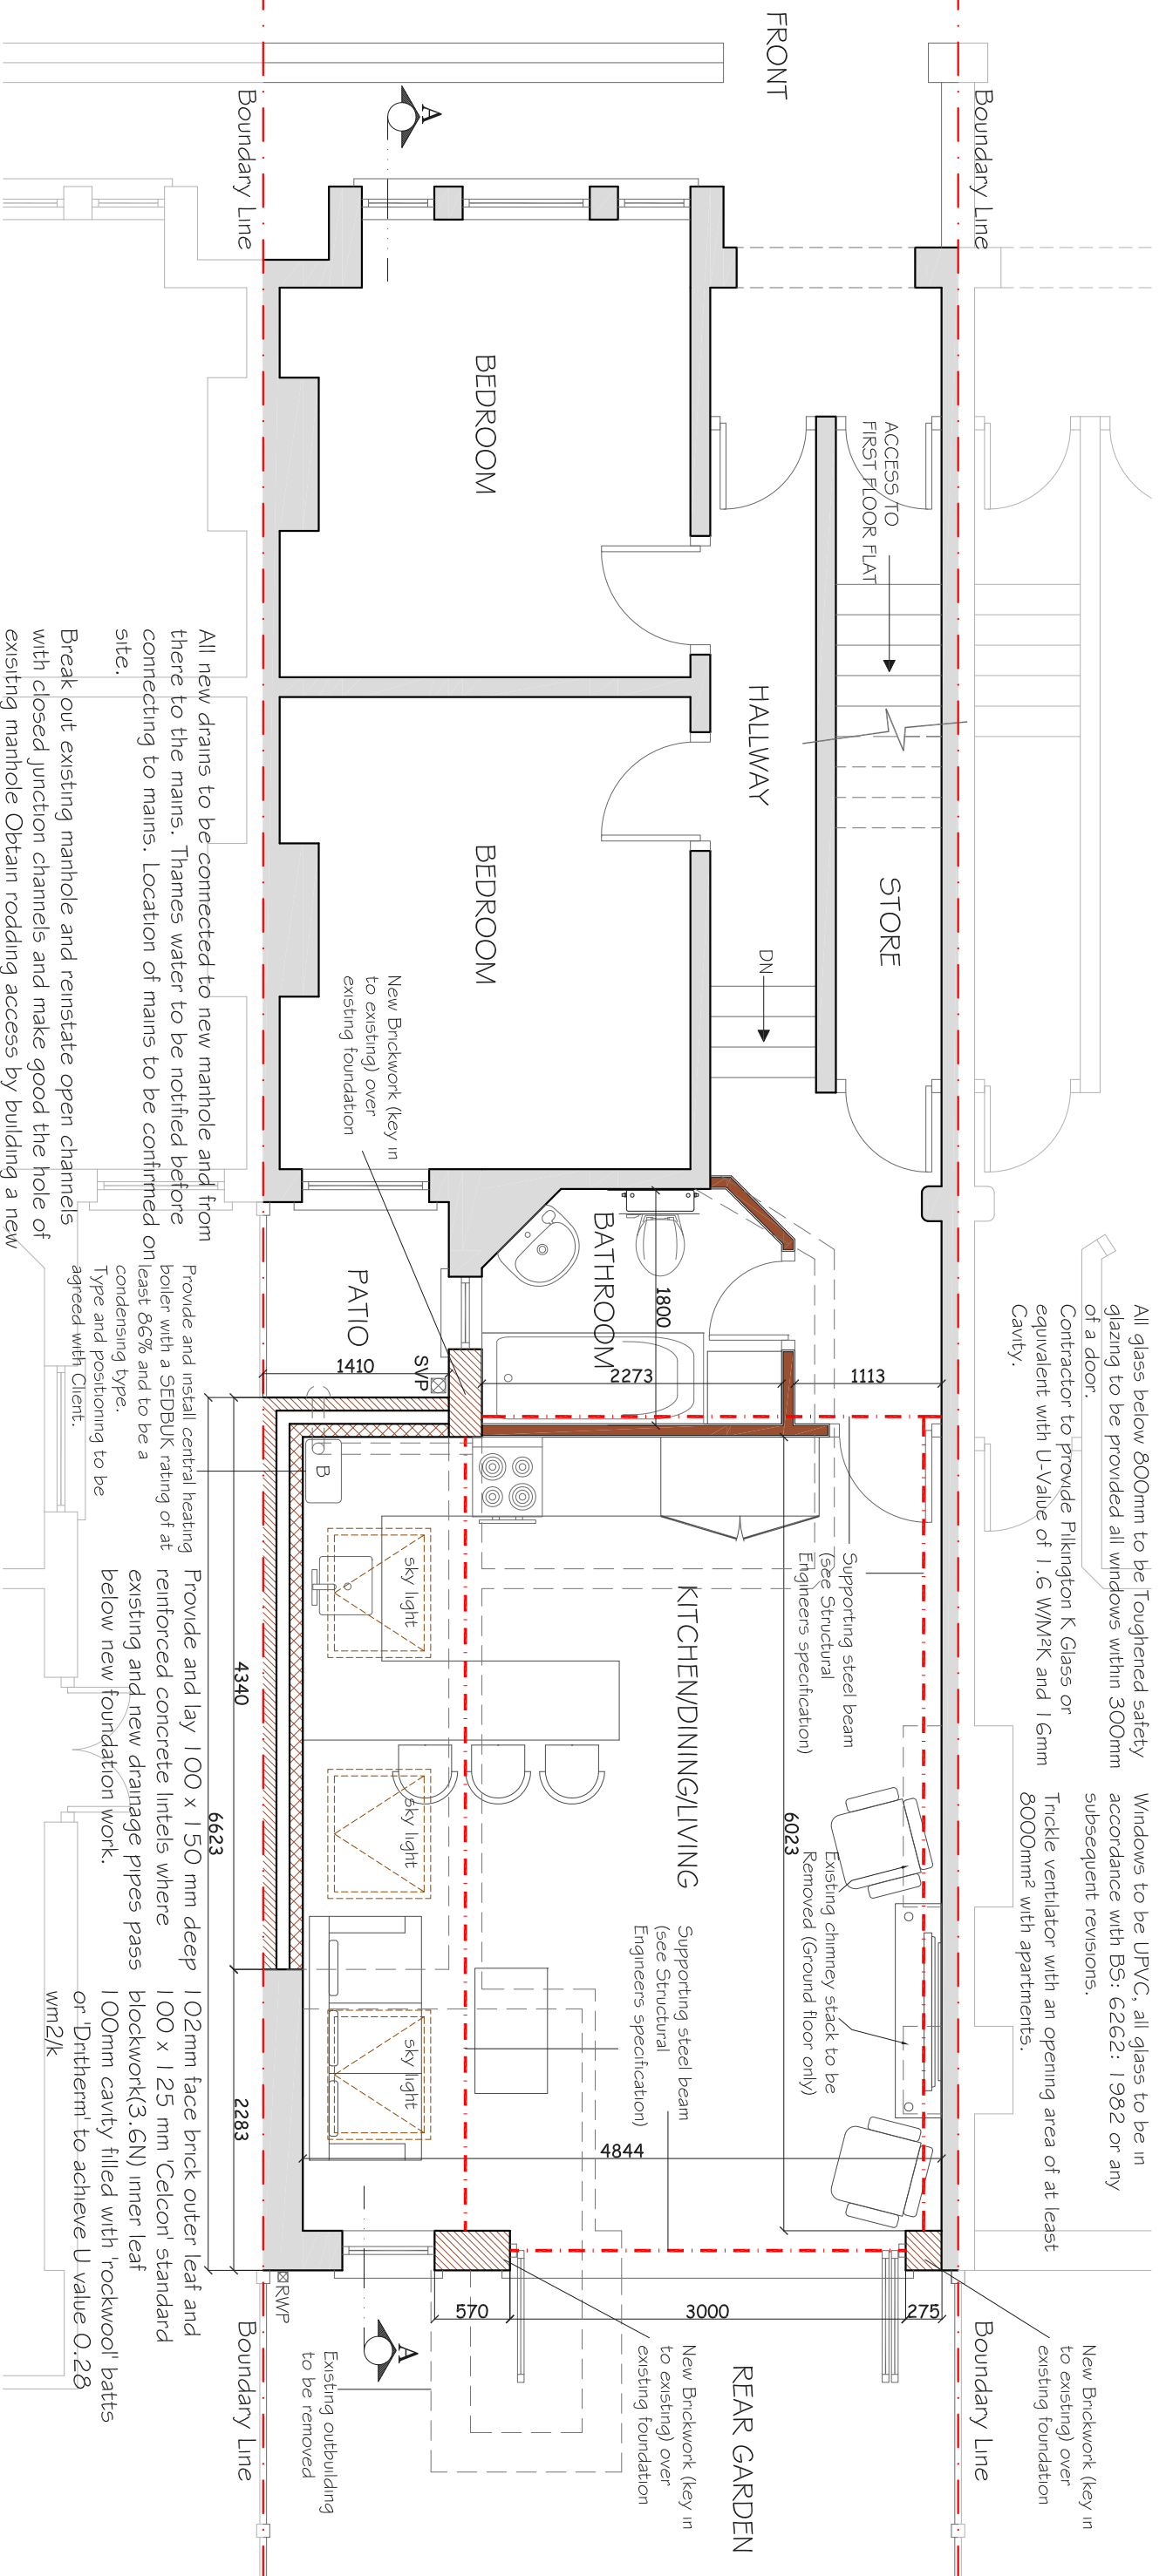 FRONT
Boundary Line
Boundary Line
A
BEDROOM
ACCESS TO
FIRST FLOOR FLAT
HALLWAY
STORE
BEDROOM
DN
New Brickwork (key in
to existing) over
existing foundation
All new drains to be connected to new manhole and from
there to the mains. Thames water to be notified before
connecting to mains. Location of mains to be confirmed on
site.
Break out existing manhole and reinstate open channels
with closed junction channels and make good the hole of
exisitng manhole Obtain rodding access by building a new
BATHROOM
PATIO
SVP
1800
1410
2273
1113
All glass below 800mm to be Toughened safety
glazing to be provided all windows within 300mm
of a door.
Contractor to provide Pilkington K Glass or
equivalent with U-Value of 1.6 W/M²K and 16mm
Cavity.
Windows to be UPVC, all glass to be in
accordance with BS: 6262: 1982 or any
subsequent revisions.
Trickle ventilator with an opening area of at least
8000mm² with apartments.
Provide and install central heating
boiler with a SEDBUK rating of at
least 86% and to be a
condensing type.
Type and positioning to be
agreed with Client.
B
sky light
sky light
sky light
KITCHEN/DINING/LIVING
Supporting steel beam
(see Structural
Engineers specification)
Existing chimney stack to be
Removed (Ground floor only)
Supporting steel beam
(see Structural
Engineers specification)
6023
4340
6623
2283
4844
Provide and lay 100 x 150 mm deep
reinforced concrete lintels where
existing and new drainage pipes pass
below new foundation work.
102mm face brick outer leaf and
100 x 125 mm 'Celcon' standard
blockwork(3.6N) inner leaf
100mm cavity filled with 'rockwool' batts
or 'Dritherm' to achieve U value 0.28
wm2/k
570
3000
275
RWP
A
Existing outbuilding
to be removed
New Brickwork (key in
to existing) over
existing foundation
New Brickwork (key in
to existing) over
existing foundation
REAR GARDEN
Boundary Line
Boundary Line